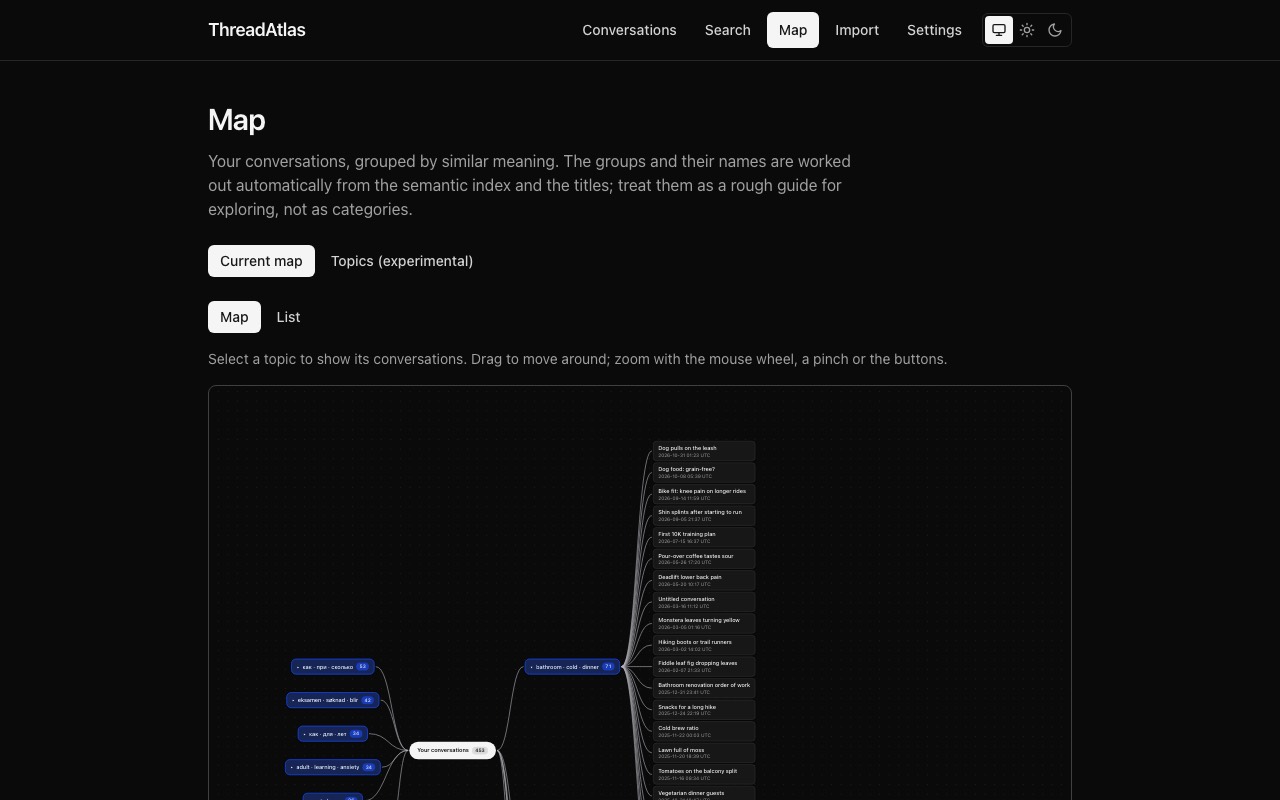 ThreadAtlas
Conversations
Search
Map
Import
Settings
Map
Your conversations, grouped by similar meaning. The groups and their names are worked
out automatically from the semantic index and the titles; treat them as a rough guide for
exploring, not as categories.
Current map
Topics (experimental)
Map
List
Select a topic to show its conversations. Drag to move around; zoom with the mouse wheel, a pinch or the buttons.
как · при · сколько 53
eksamen · søknad · blir 42
как · для · лет 34
adult · learning · anxiety 34
Your conversations 453
bathroom · cold · dinner 71
Dog pulls on the leash
2026-10-31 01:23 UTC
Dog food: grain-free?
Bike fit: knee pain on longer rides
Shin splints after starting to run
First 10K training plan
Pour-over coffee tastes sour
Deadlift lower back pain
Untitled conversation
Monstera leaves turning yellow
Hiking boots or trail runners
Fiddle leaf fig dropping leaves
Bathroom renovation order of work
Snacks for a long hike
Cold brew ratio
Lawn full of moss
Tomatoes on the balcony split
Vegetarian dinner guests